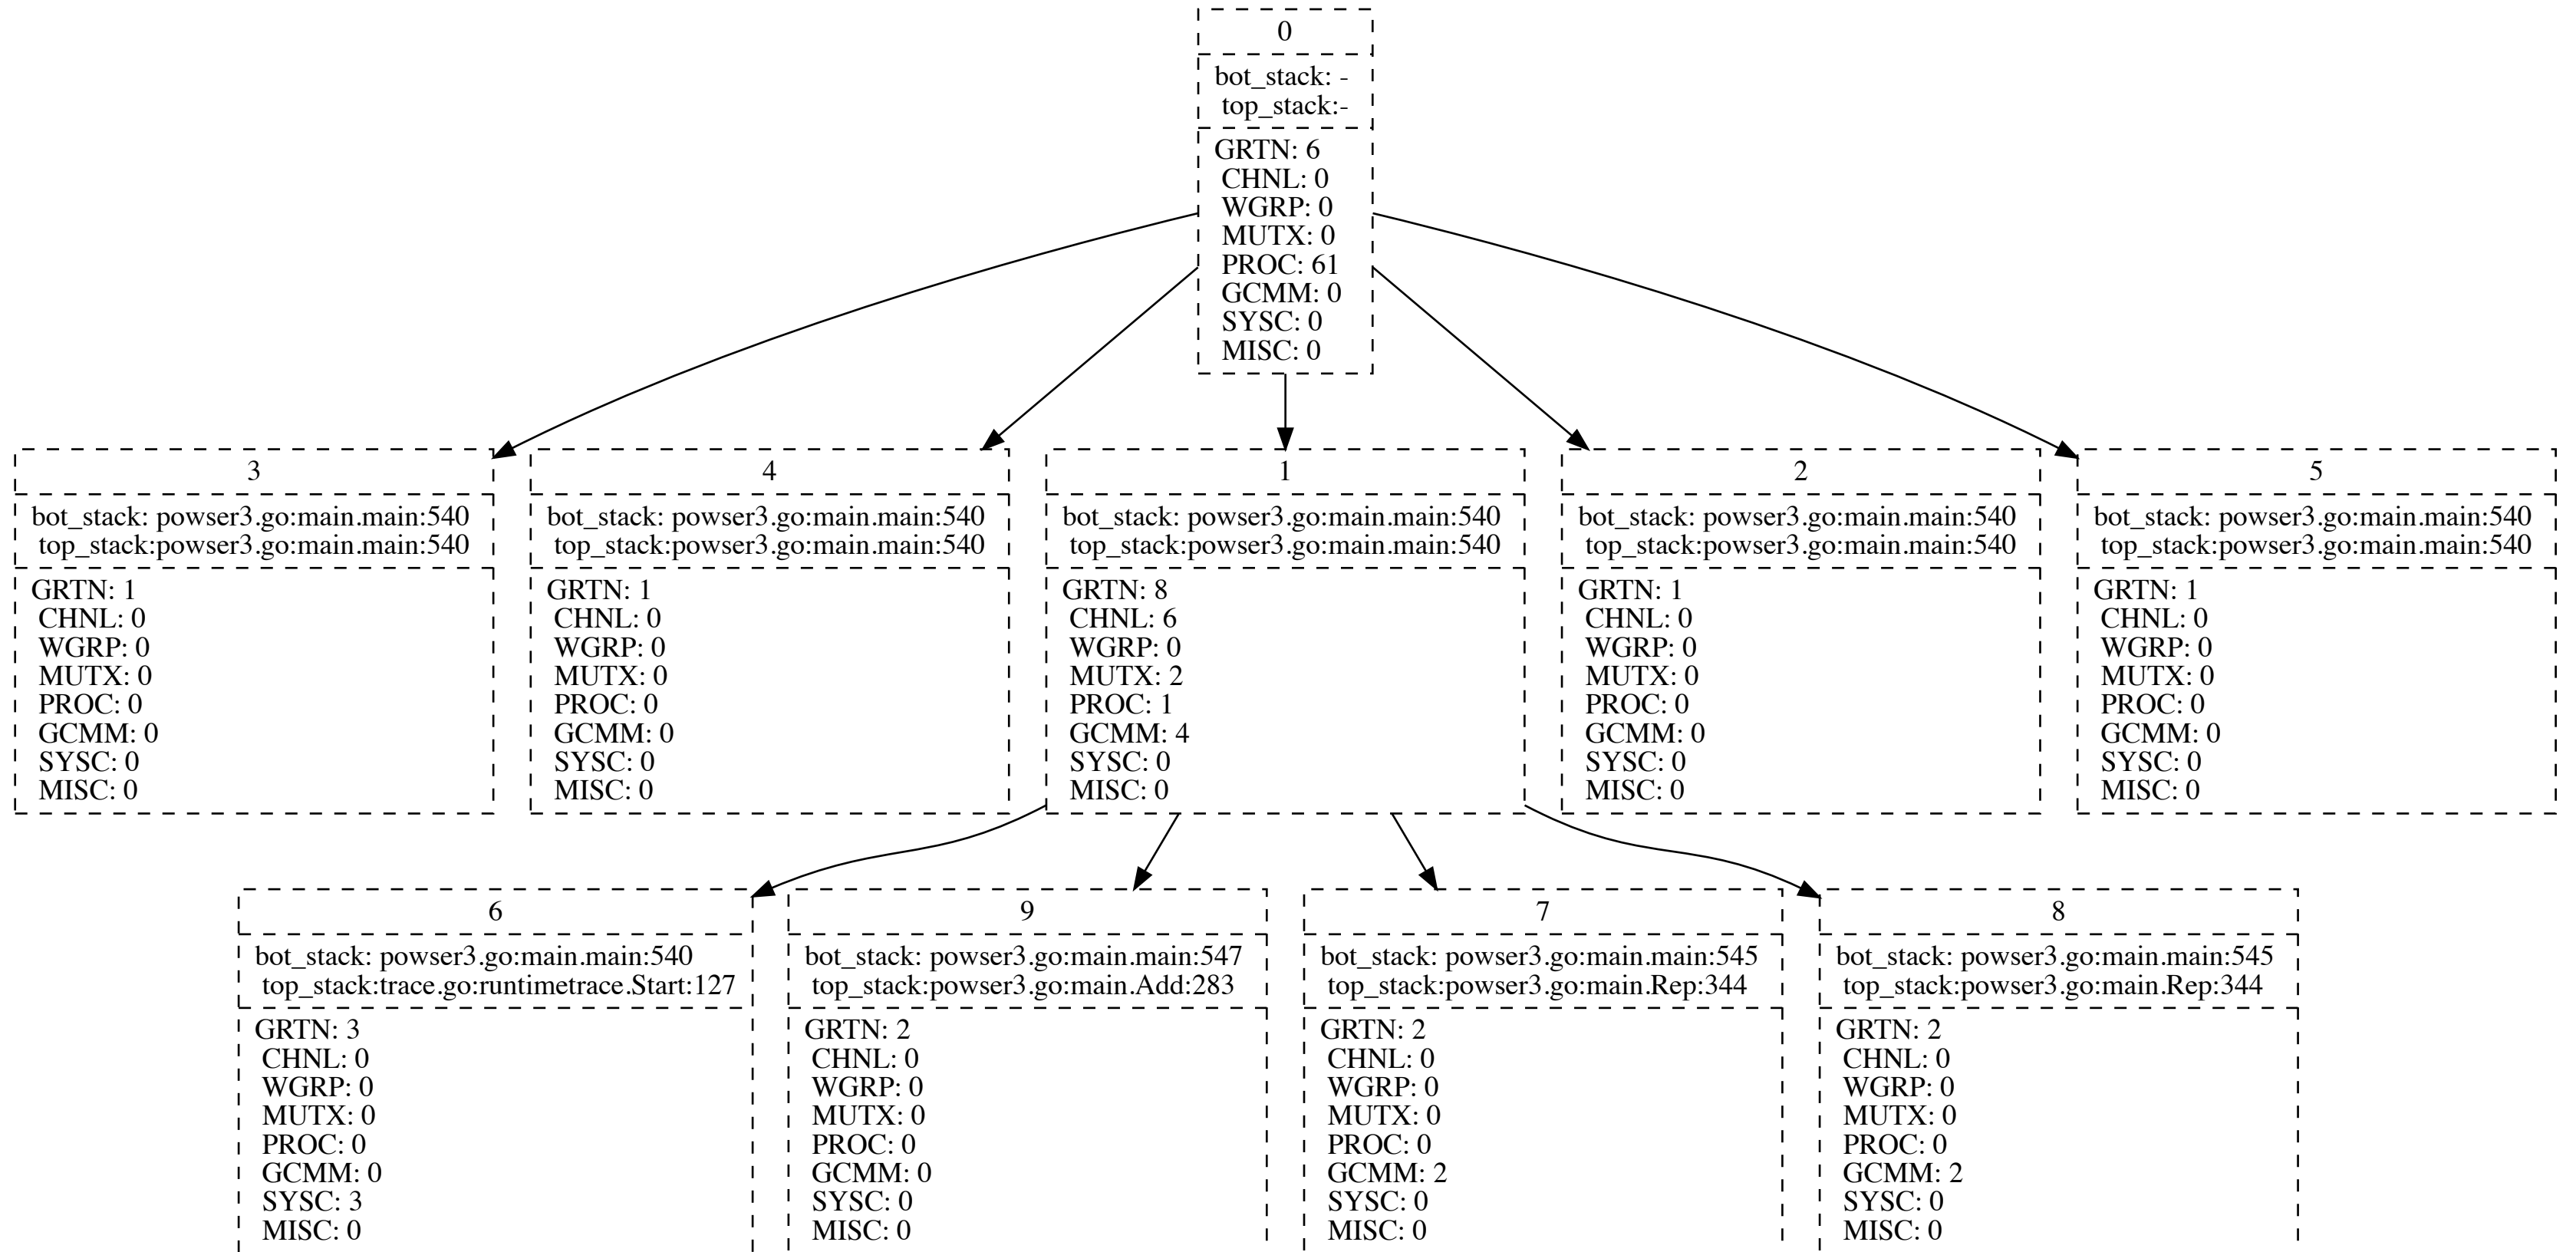 0
bot_stack: -
top_stack:-
GRTN: 6
CHNL: 0
WGRP: 0
MUTX: 0
PROC: 61
GCMM: 0
SYSC: 0
MISC: 0
3
bot_stack: powser3.go:main.main:540
top_stack:powser3.go:main.main:540
GRTN: 1
CHNL: 0
WGRP: 0
MUTX: 0
PROC: 0
GCMM: 0
SYSC: 0
MISC: 0
4
bot_stack: powser3.go:main.main:540
top_stack:powser3.go:main.main:540
GRTN: 1
CHNL: 0
WGRP: 0
MUTX: 0
PROC: 0
GCMM: 0
SYSC: 0
MISC: 0
1
bot_stack: powser3.go:main.main:540
top_stack:powser3.go:main.main:540
GRTN: 8
CHNL: 6
WGRP: 0
MUTX: 2
PROC: 1
GCMM: 4
SYSC: 0
MISC: 0
2
bot_stack: powser3.go:main.main:540
top_stack:powser3.go:main.main:540
GRTN: 1
CHNL: 0
WGRP: 0
MUTX: 0
PROC: 0
GCMM: 0
SYSC: 0
MISC: 0
5
bot_stack: powser3.go:main.main:540
top_stack:powser3.go:main.main:540
GRTN: 1
CHNL: 0
WGRP: 0
MUTX: 0
PROC: 0
GCMM: 0
SYSC: 0
MISC: 0
6
bot_stack: powser3.go:main.main:540
top_stack:trace.go:runtimetrace.Start:127
GRTN: 3
CHNL: 0
WGRP: 0
MUTX: 0
PROC: 0
GCMM: 0
SYSC: 3
MISC: 0
9
bot_stack: powser3.go:main.main:547
top_stack:powser3.go:main.Add:283
GRTN: 2
CHNL: 0
WGRP: 0
MUTX: 0
PROC: 0
GCMM: 0
SYSC: 0
MISC: 0
7
bot_stack: powser3.go:main.main:545
top_stack:powser3.go:main.Rep:344
GRTN: 2
CHNL: 0
WGRP: 0
MUTX: 0
PROC: 0
GCMM: 2
SYSC: 0
MISC: 0
8
bot_stack: powser3.go:main.main:545
top_stack:powser3.go:main.Rep:344
GRTN: 2
CHNL: 0
WGRP: 0
MUTX: 0
PROC: 0
GCMM: 2
SYSC: 0
MISC: 0